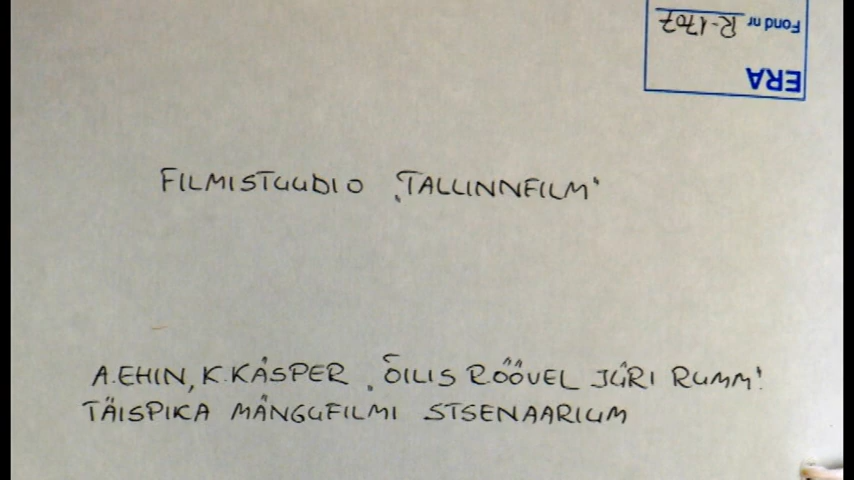 ERA
Fond nr R-1707
FILMISTUUDIO "TALLINNFILM"
A. EHIN, K. KÄSPER "ÕILIS RÖÖVEL JÜRI RUMM"
TÄISPIKA MÄNGUFILMI STSENAARIUM